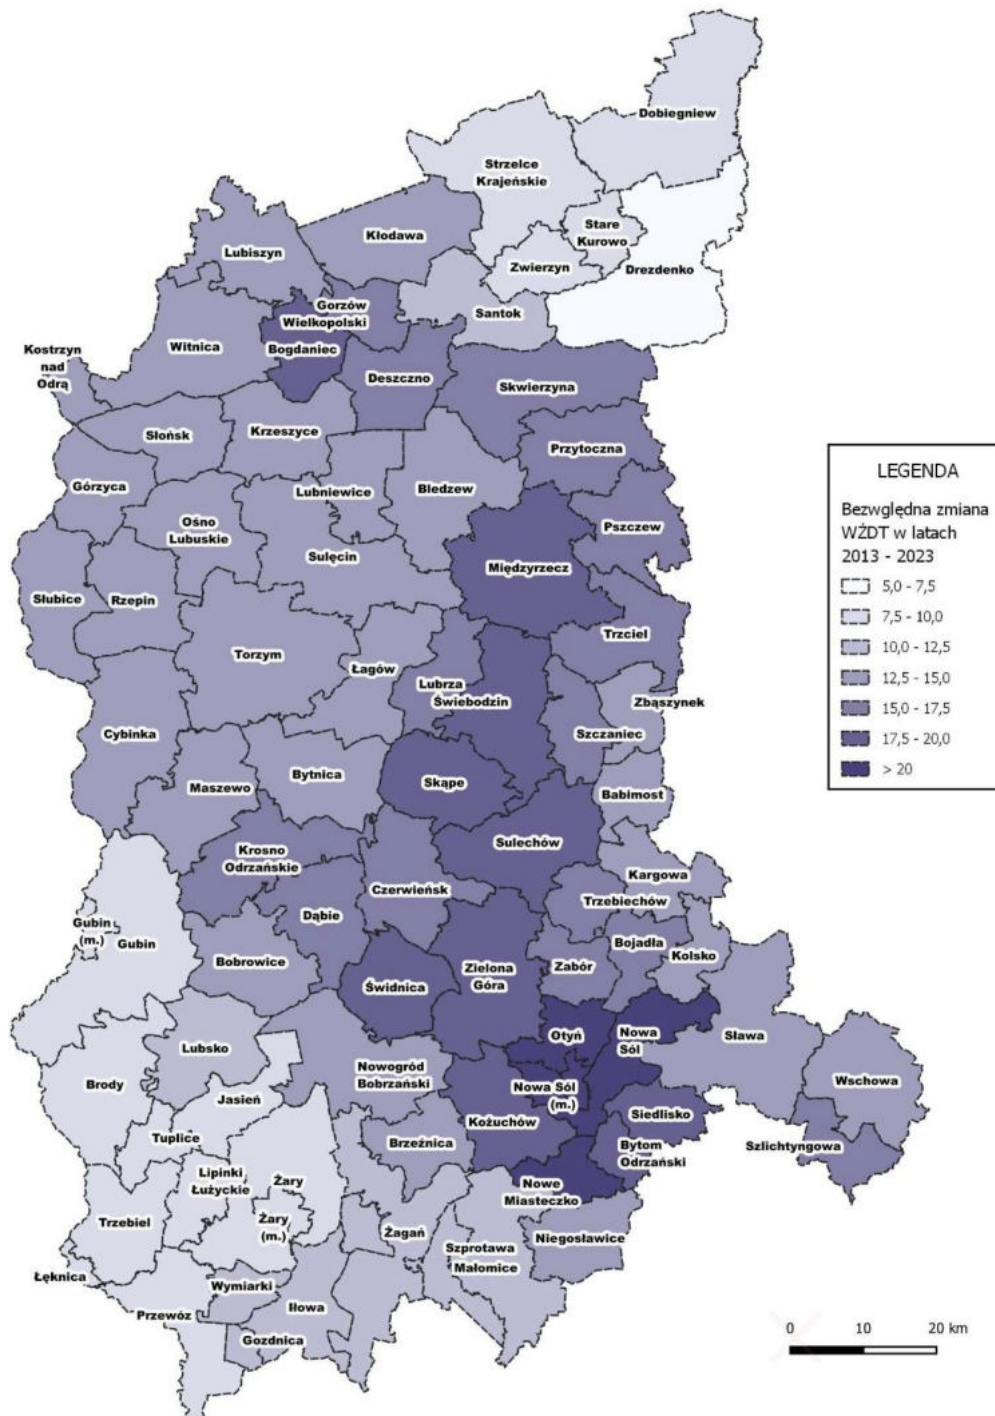 Dobiegniew
Strzelce
Krajeńskie
Stare
Kurowo
Kłodawa
Lubiszyn
Zwierzyn
Drezdenko
Gorzów
Wielkopolski
Santok
Kostrzyn
nad
Odrą
Witnica
Bogdaniec
Deszczno
Skwierzyna
Słońsk
Krzeszyce
Przytoczna
Górzyca
Lubniewice
Bledzew
Ośno
Lubuskie
Pszczew
Sulęcin
Międzyrzecz
Słubice
Rzepin
Trzciel
Torzym
Łagów
Lubrza
Świebodzin
Zbąszynek
Cybinka
Szczaniec
Bytnica
Skąpe
Maszewo
Babimost
Sulechów
Krosno
Odrzańskie
Kargowa
Czerwieńsk
Trzebiechów
Dąbie
Gubin
(m.)
Gubin
Bojadła
Kolsko
Bobrowice
Zielona
Góra
Zabór
Świdnica
Otyń
Nowa
Sól
Sława
Lubsko
Nowogród
Bobrzański
Wschowa
Brody
Jasień
Nowa Sól
(m.)
Kożuchów
Siedlisko
Tuplice
Brzeźnica
Bytom
Odrzański
Szlichtyngowa
Lipinki
Łużyckie
Żary
Nowe
Miasteczko
Trzebiel
Żary
(m.)
Żagań
Niegosławice
Szprotawa
Małomice
Łęknica
Wymiarki
Przewóz
Iłowa
Gozdnica
LEGENDA
Bezwględna zmiana
WŻDT w latach
2013 - 2023
5,0 - 7,5
7,5 - 10,0
10,0 - 12,5
12,5 - 15,0
15,0 - 17,5
17,5 - 20,0
> 20
0 10 20 km